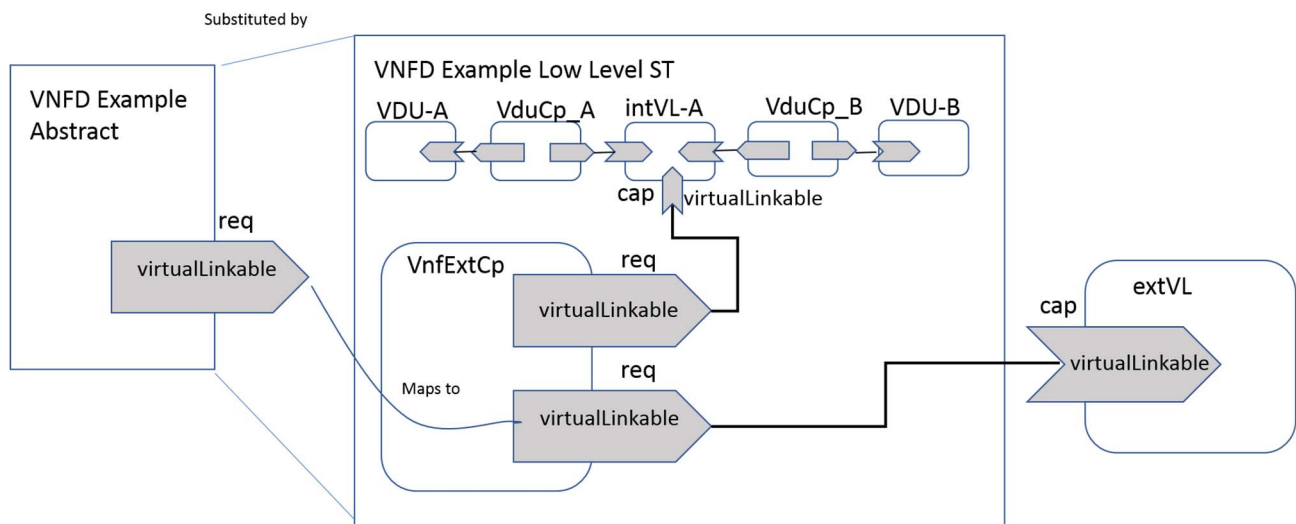 Substituted by
VNFD Example
Abstract
req
virtualLinkable
VNFD Example Low Level ST
VDU-A
VduCp_A
intVL-A
VduCp_B
VDU-B
cap
virtualLinkable
VnfExtCp
req
virtualLinkable
req
Maps to
virtualLinkable
cap
extVL
virtualLinkable